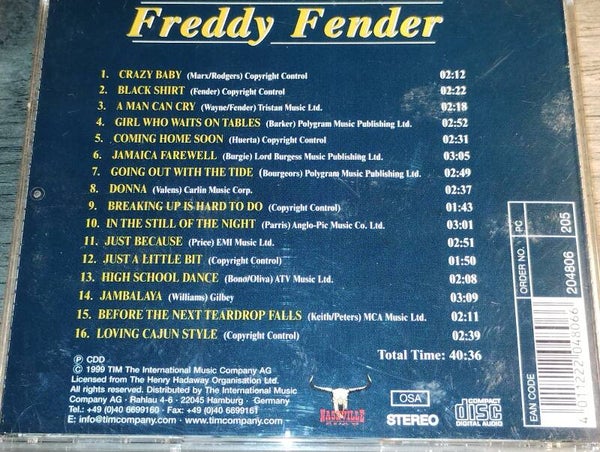 Freddy Fender
1. CRAZY BABY (Marx/Rodgers) Copyright Control 02:12
2. BLACK SHIRT (Fender) Copyright Control 02:22
3. A MAN CAN CRY (Wayne/Fender) Tristan Music Ltd. 02:18
4. GIRL WHO WAITS ON TABLES (Barker) Polygram Music Publishing Ltd. 02:52
5. COMING HOME SOON (Huerta) Copyright Control 02:31
6. JAMAICA FAREWELL (Burgie) Lord Burgess Music Publishing 03:05
7. GOING OUT WITH THE TIDE (Bourgeors) Polygram Music Publishing Ltd. 02:49
8. DONNA (Valens) Carlin Music Corp. 02:37
9. BREAKING UP IS HARD TO DO (Copyright Control) 01:43
10. IN THE STILL OF THE NIGHT (Parris) Anglo-Pic Music Co. Ltd. 03:01
11. JUST BECAUSE (Price) EMI Music Ltd. 02:51
12. JUST A LITTLE BIT (Copyright Control) 01:50
13. HIGH SCHOOL DANCE (Bono/Oliva) ATV Music Ltd. 02:08
14. JAMBALAYA (Williams) Gilbey 03:09
15. BEFORE THE NEXT TEARDROP FALLS (Keith/Peters) MCA Music Ltd. 02:11
16. LOVING CAJUN STYLE (Copyright Control) 02:39
Total Time: 40:36
Ⓟ CDD
© 1999 TIM The International Music Company AG
Licensed from The Henry Hadaway Organisation Ltd.
All rights reserved. Distributed by The International Music
Company AG - Rahlau 4-6 - 22045 Hamburg - Germany
Tel.: +49 (0)40 6699160 - Fax: +49 (0)40 6699161
E: info@timcompany.com - www.timcompany.com
NASHVILLE
OSA
STEREO
COMPACT
disc
DIGITAL AUDIO
ORDER NO. PC
204806 205
EAN CODE
4 011222 048066